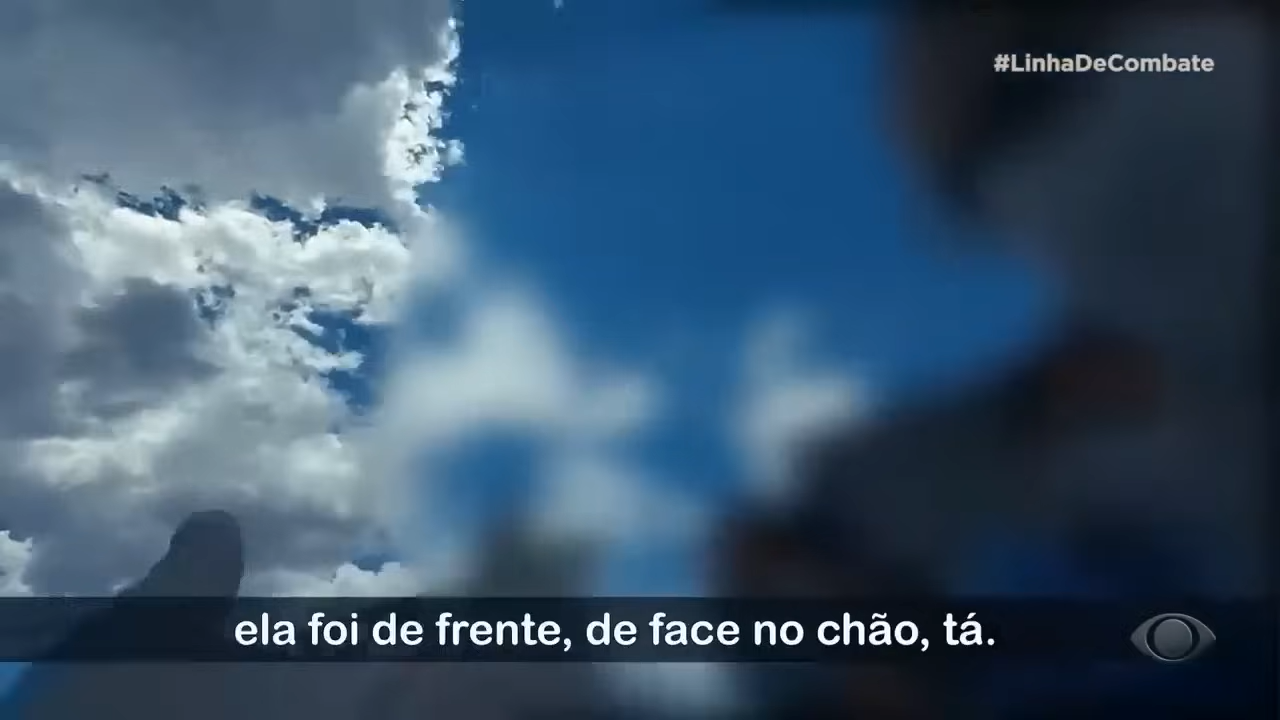 #LinhaDeCombate
ela foi de frente, de face no chão, tá.